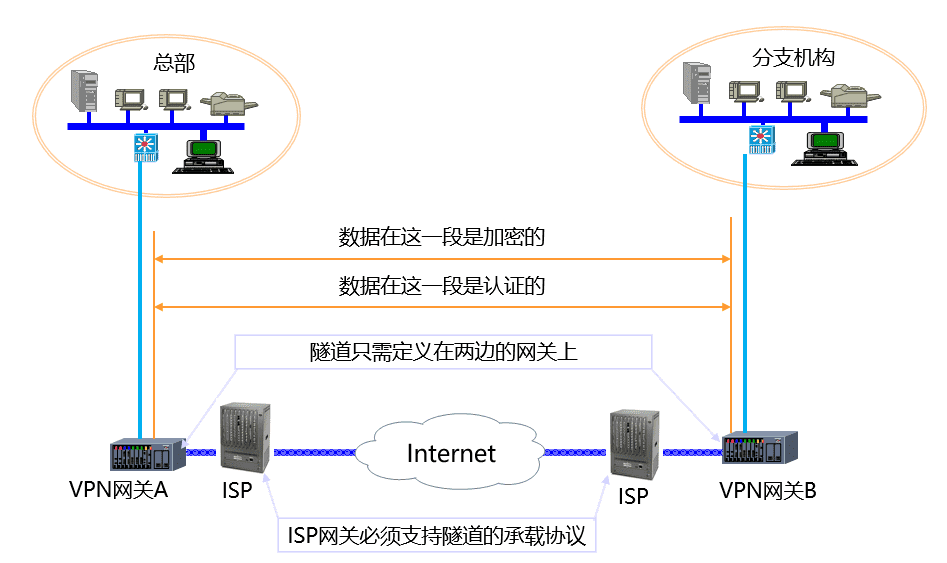 总部
分支机构
数据在这一段是加密的
数据在这一段是认证的
隧道只需定义在两边的网关上
Internet
VPN网关A
ISP
ISP
VPN网关B
ISP网关必须支持隧道的承载协议